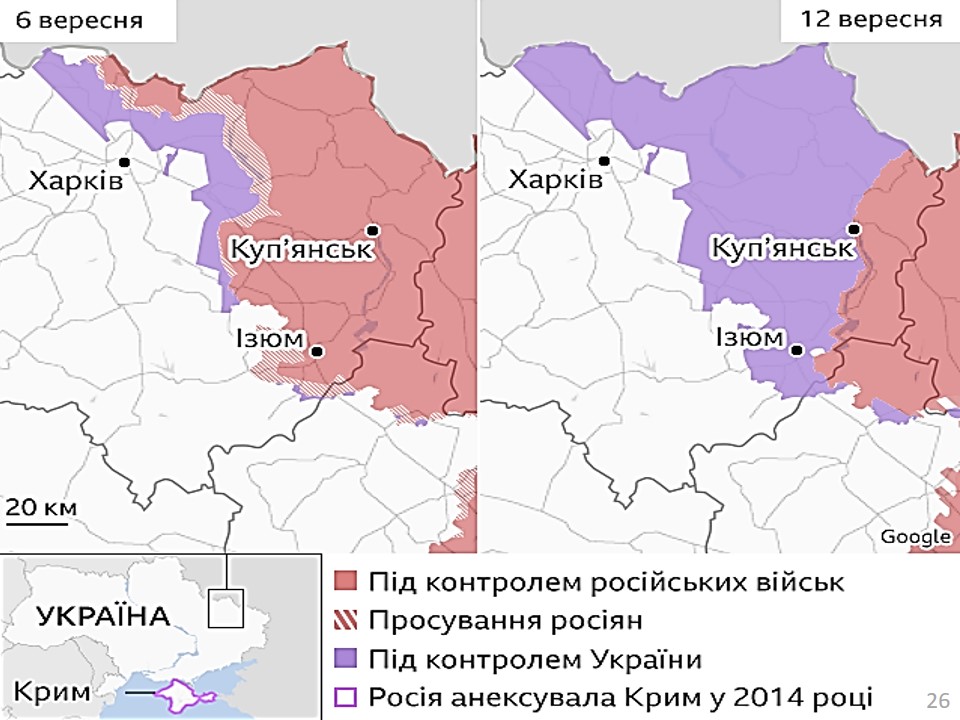 6 вересня
12 вересня
Харків
Куп’янськ
Ізюм
20 км
Харків
Куп’янськ
Ізюм
Google
УКРАЇНА
Крим
Під контролем російських військ
Просування росіян
Під контролем України
Росія анексувала Крим у 2014 році
26